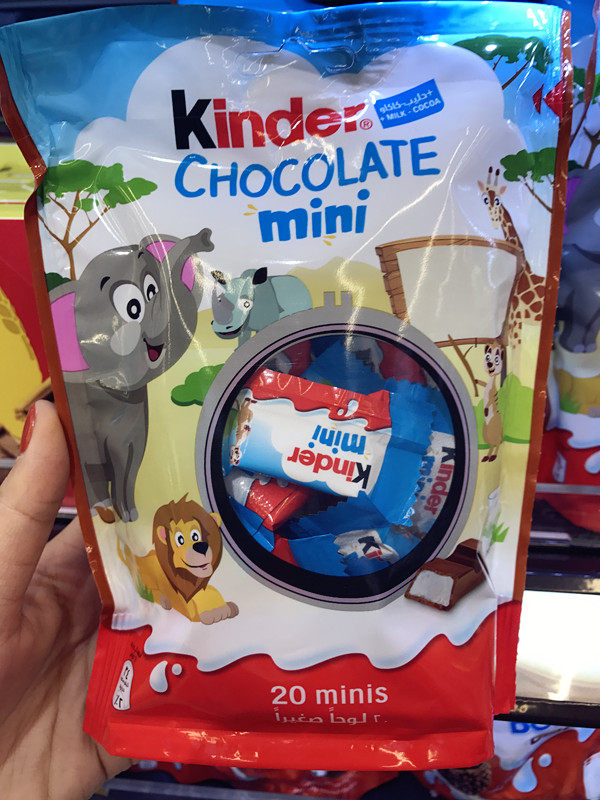 Kinder®
+حليب-كاكاو
+ MILK - COCOA
CHOCOLATE
mini
Kinder
mini
Kinder
mini
K
20 minis
٢٠ لوحاً صغيراً